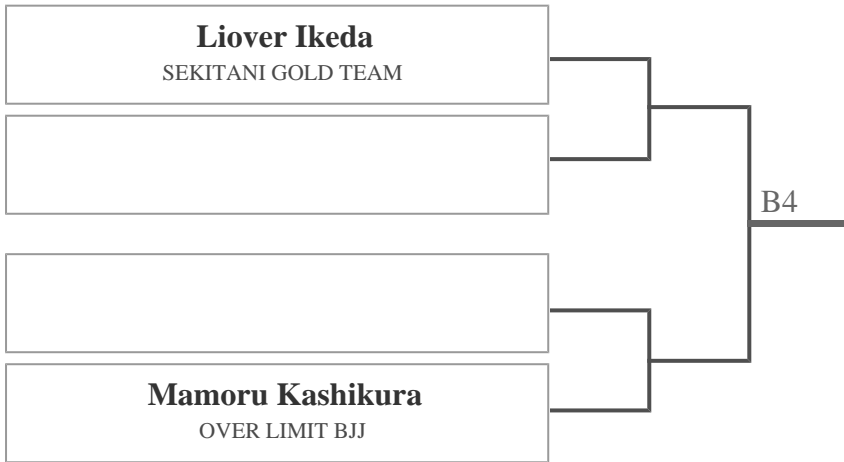 Liover Ikeda
SEKITANI GOLD TEAM
B4
Mamoru Kashikura
OVER LIMIT BJJ